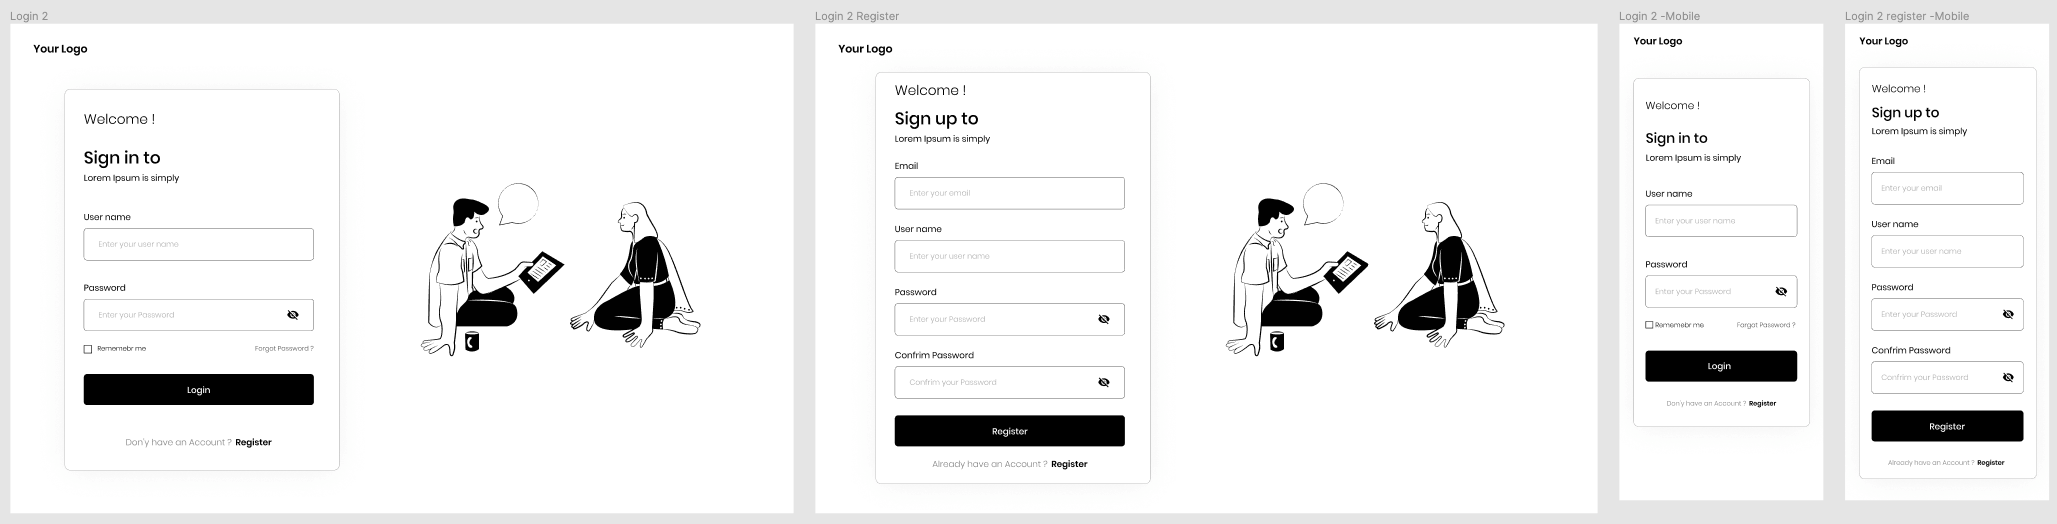 Login 2
Your Logo
Welcome !
Sign in to
Lorem Ipsum is simply
User name
Enter your user name
Password
Enter your Password
Rememebr me
Forgot Password ?
Login
Don'y have an Account ? Register
Login 2 Register
Your Logo
Welcome !
Sign up to
Lorem Ipsum is simply
Email
Enter your email
User name
Enter your user name
Password
Enter your Password
Confrim Password
Confrim your Password
Register
Already have an Account ? Register
Login 2 -Mobile
Your Logo
Welcome !
Sign in to
Lorem Ipsum is simply
User name
Enter your user name
Password
Enter your Password
Rememebr me
Forgot Password ?
Login
Don'y have an Account ? Register
Login 2 register -Mobile
Your Logo
Welcome !
Sign up to
Lorem Ipsum is simply
Email
Enter your email
User name
Enter your user name
Password
Enter your Password
Confrim Password
Confrim your Password
Register
Already have an Account ? Register